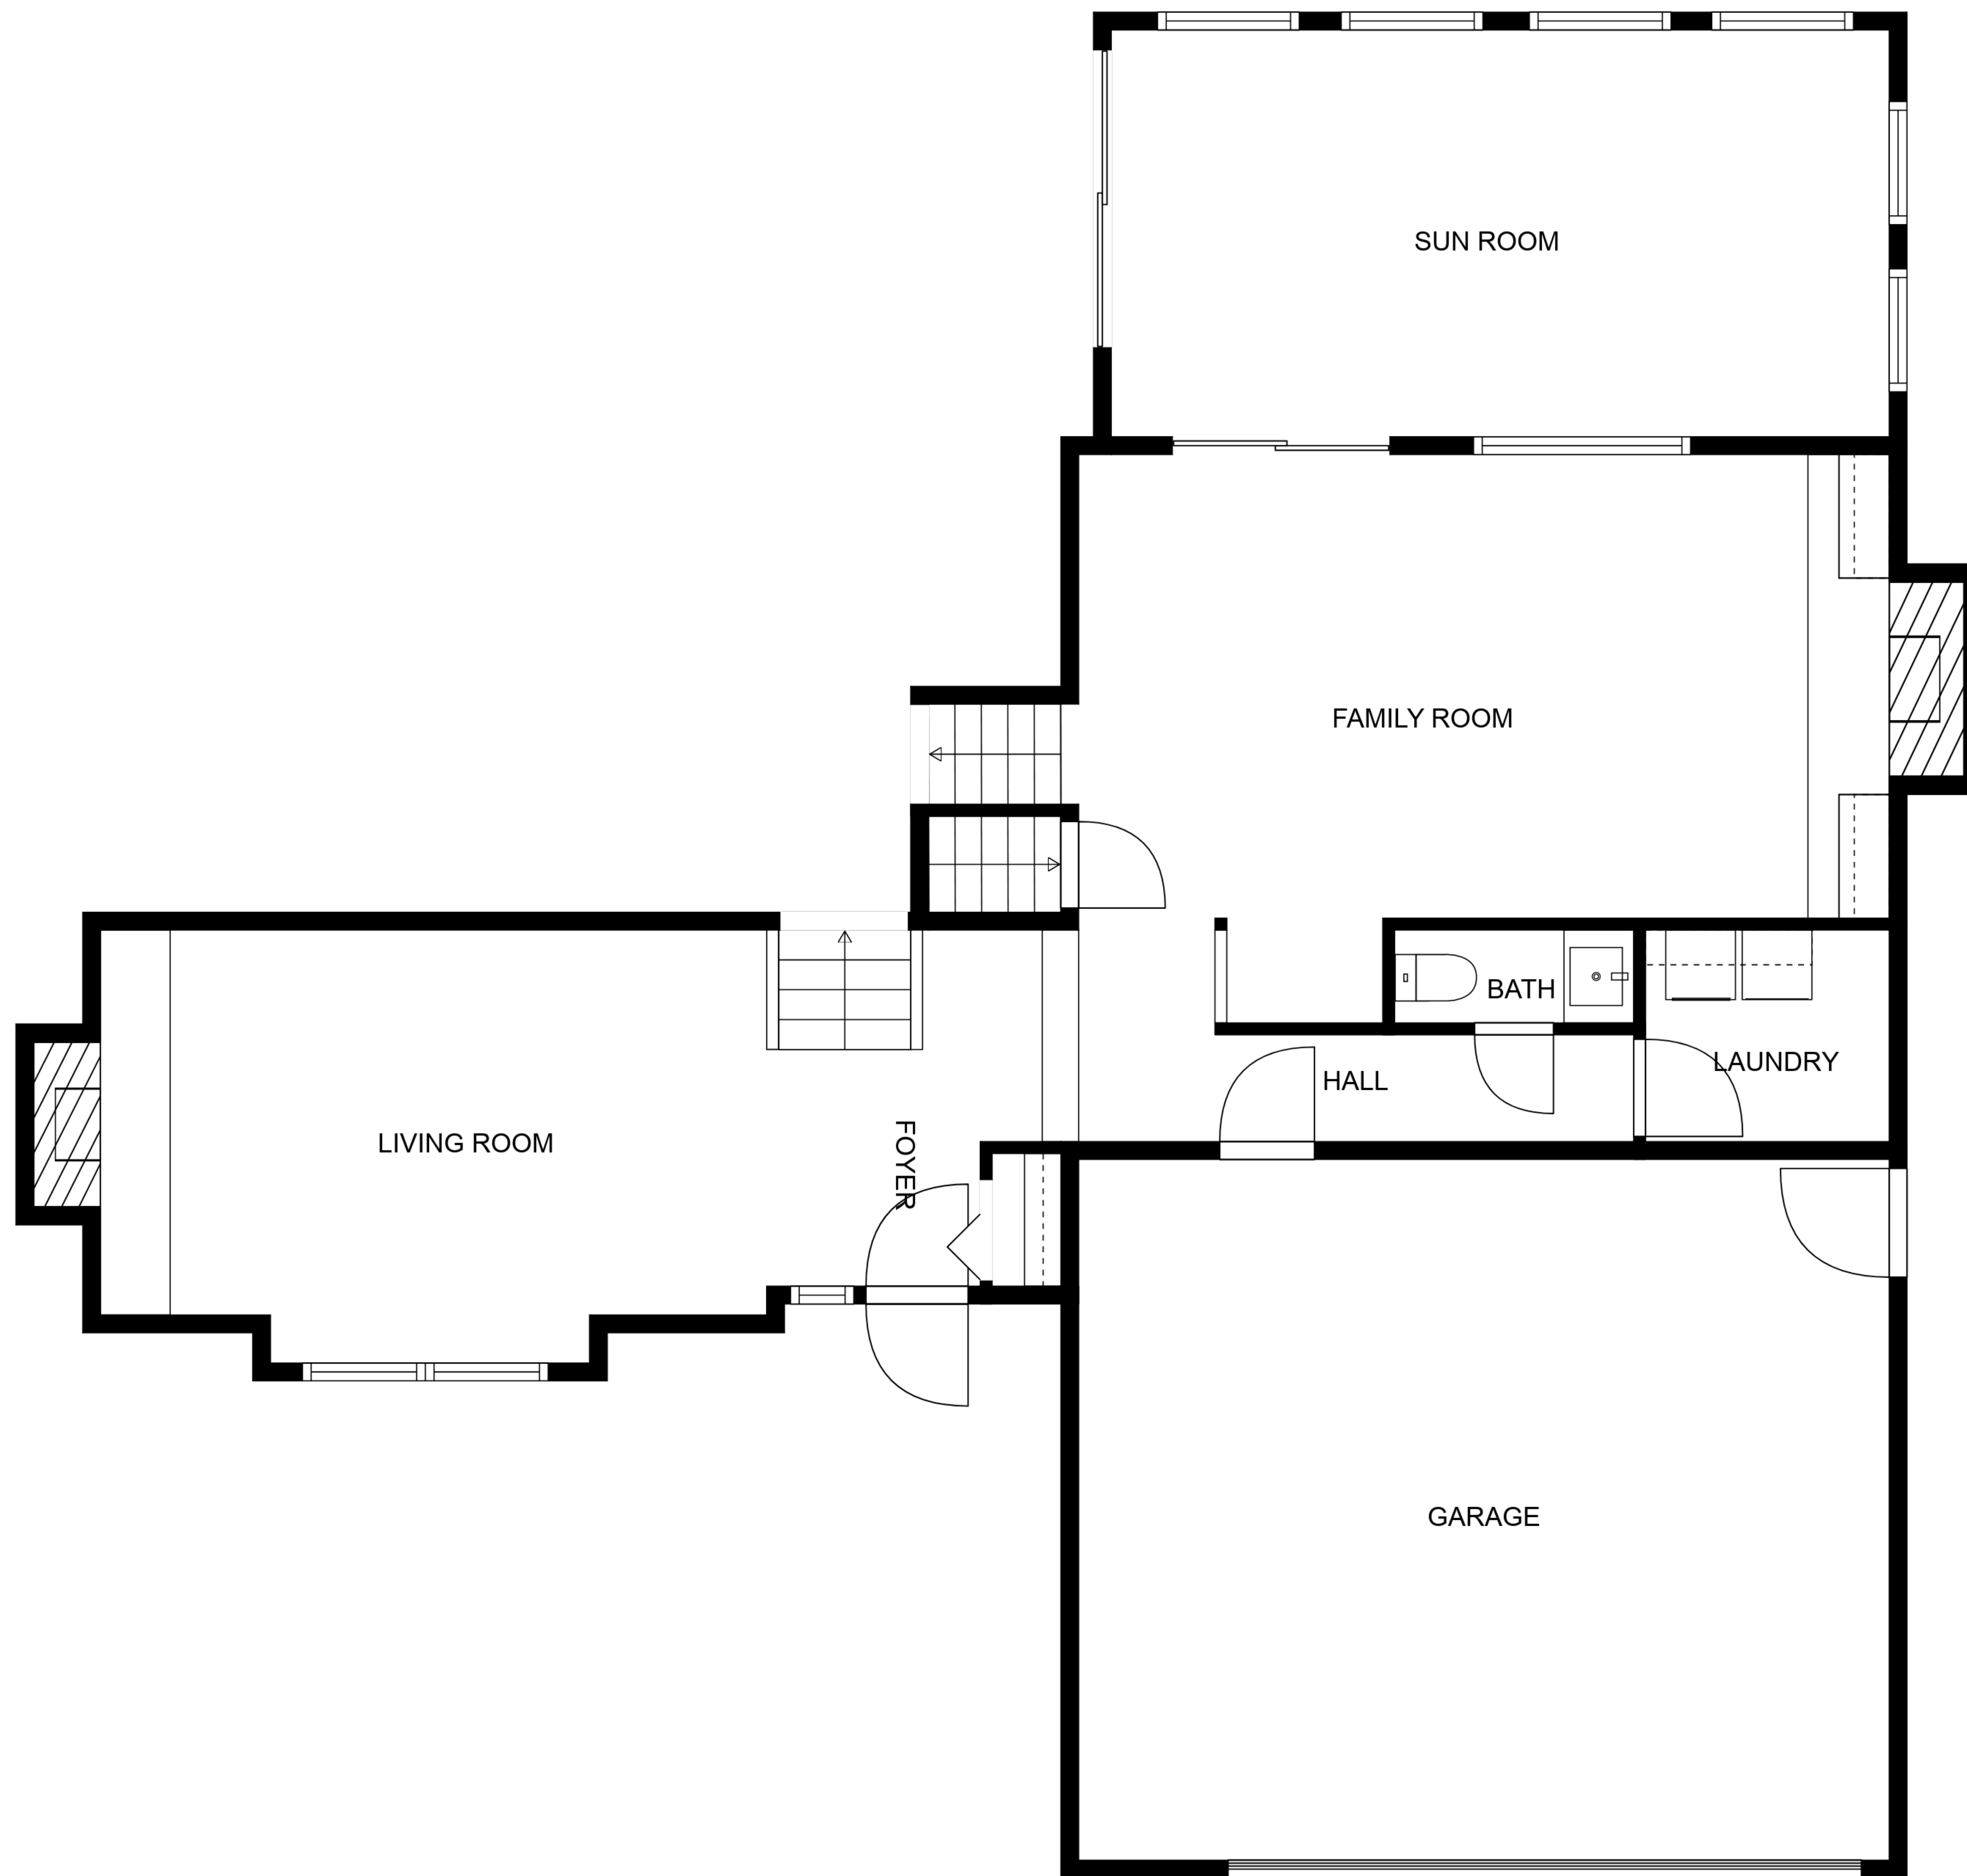 SUN ROOM
FAMILY ROOM
BATH
LAUNDRY
HALL
LIVING ROOM
FOYER
GARAGE